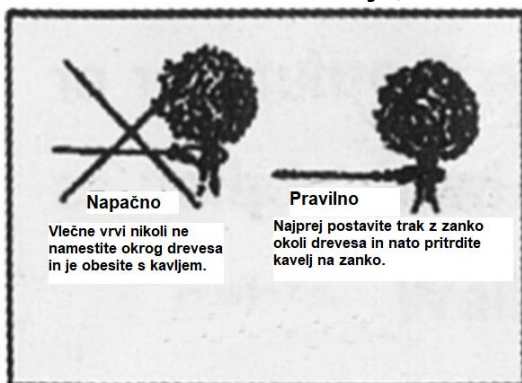 Napačno
Vlečne vrvi nikoli ne
namestite okrog drevesa
in je obesite s kavljem.
Pravilno
Najprej postavite trak z zanko
okoli drevesa in nato pritrdite
kavelj na zanko.